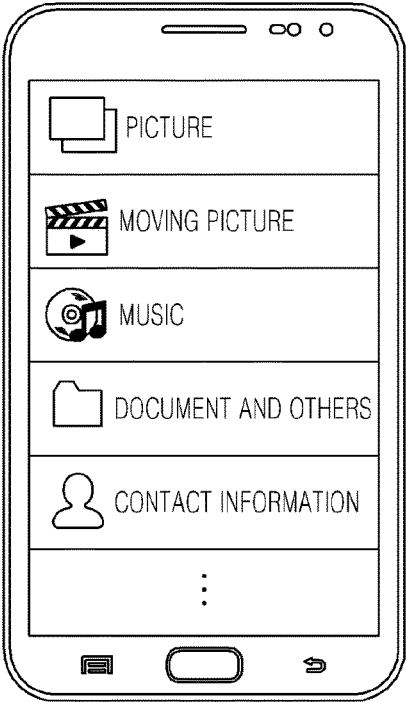 PICTURE
MOVING PICTURE
MUSIC
DOCUMENT AND OTHERS
CONTACT INFORMATION